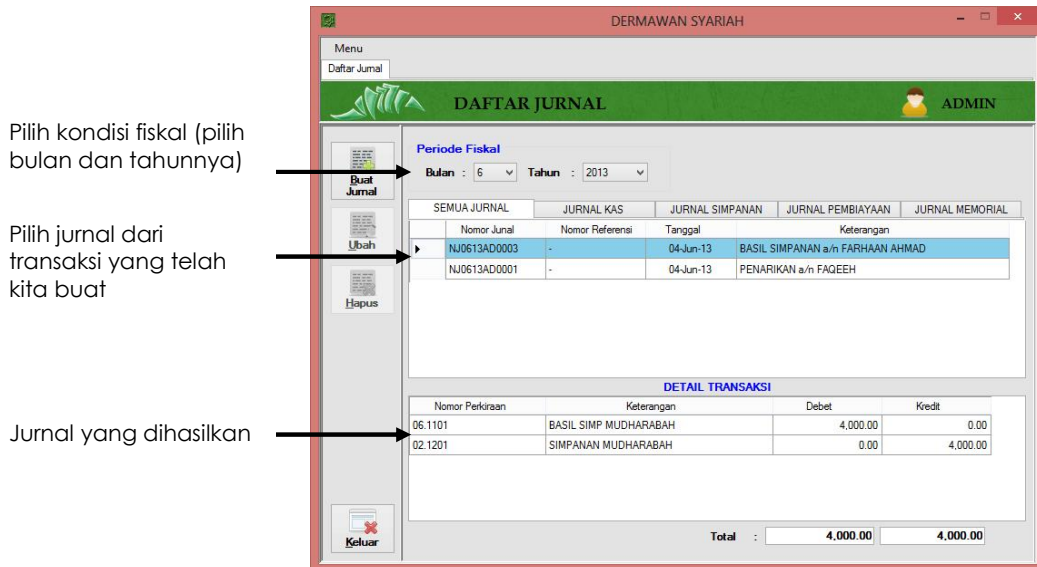 DERMAWAN SYARIAH
Menu
Daftar Jurnal
DAFTAR JURNAL
ADMIN
Pilih kondisi fiskal (pilih
bulan dan tahunnya)
Pilih jurnal dari
transaksi yang telah
kita buat
Jurnal yang dihasilkan
Buat
Jurnal
Ubah
Hapus
Keluar
Periode Fiskal
Bulan : 6 Tahun : 2013
SEMUA JURNAL JURNAL KAS JURNAL SIMPANAN JURNAL PEMBIAYAAN JURNAL MEMORIAL
Nomor Junal Nomor Referensi Tanggal Keterangan
NJ0613AD0003 - 04-Jun-13 BASIL SIMPANAN a/n FARHAAN AHMAD
NJ0613AD0001 - 04-Jun-13 PENARIKAN a/n FAQEEH
DETAIL TRANSAKSI
Nomor Perkiraan Keterangan Debet Kredit
06.1101 BASIL SIMP MUDHARABAH 4,000.00 0.00
02.1201 SIMPANAN MUDHARABAH 0.00 4,000.00
Total : 4,000.00 4,000.00